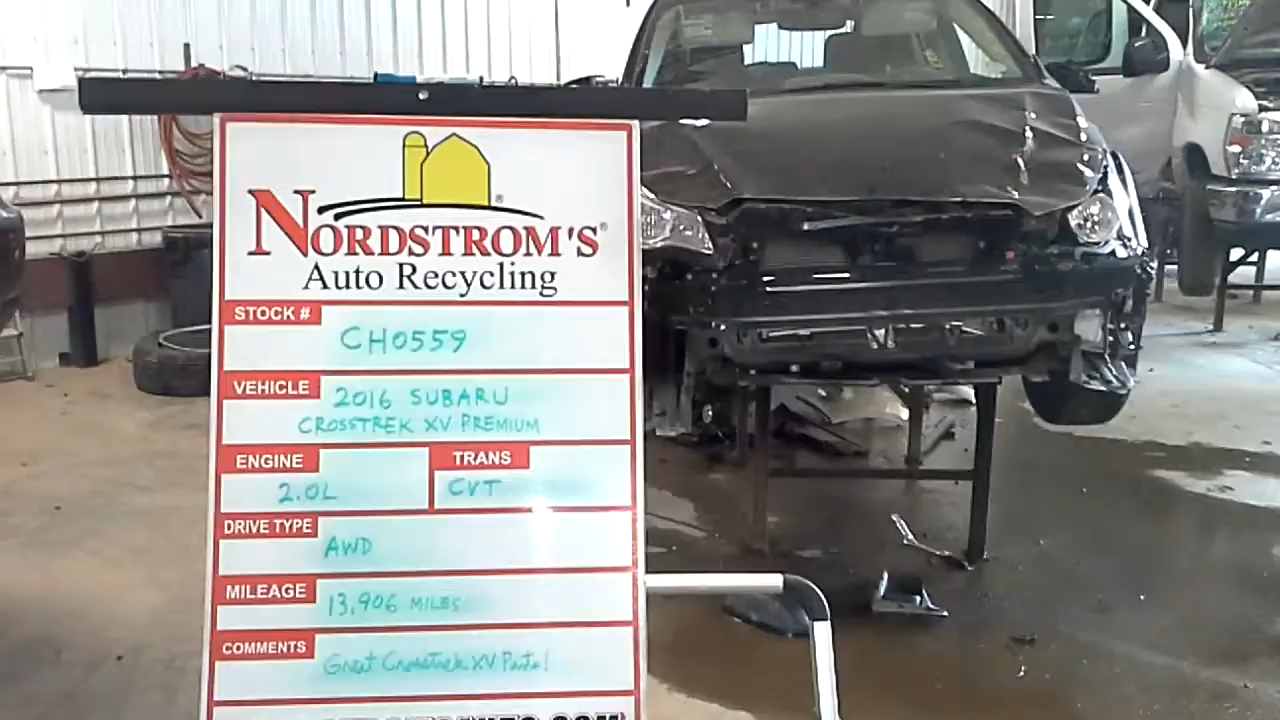 NORDSTROM'S®
Auto Recycling
STOCK #
CH0559
VEHICLE
2016 SUBARU
CROSSTREK XV PREMIUM
ENGINE
2.0L
TRANS
CVT
DRIVE TYPE
AWD
MILEAGE
13,906 MILES
COMMENTS
Great Crosstrek XV Parts!